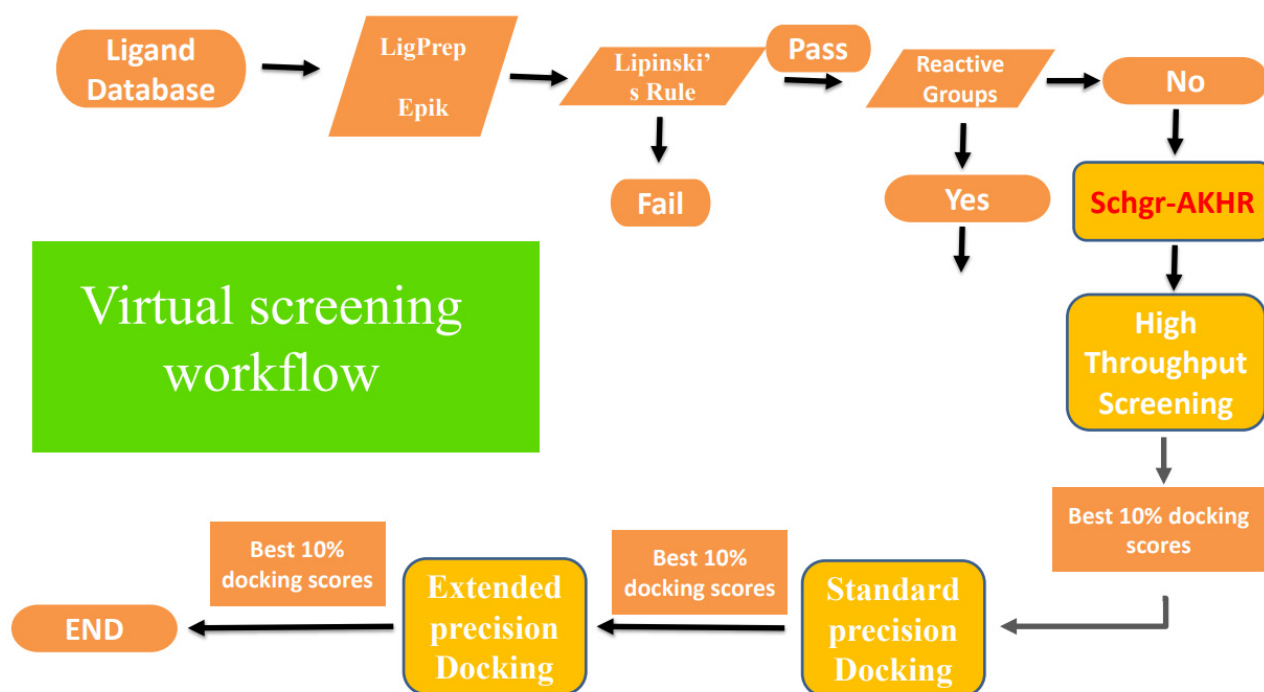 Ligand
Database
LigPrep
Epik
Lipinski'
s Rule
Pass
Reactive
Groups
No
Fail
Yes
Schgr-AKHR
Virtual screening
workflow
High
Throughput
Screening
Best 10% docking
scores
Standard
precision
Docking
Best 10%
docking scores
Extended
precision
Docking
Best 10%
docking scores
END